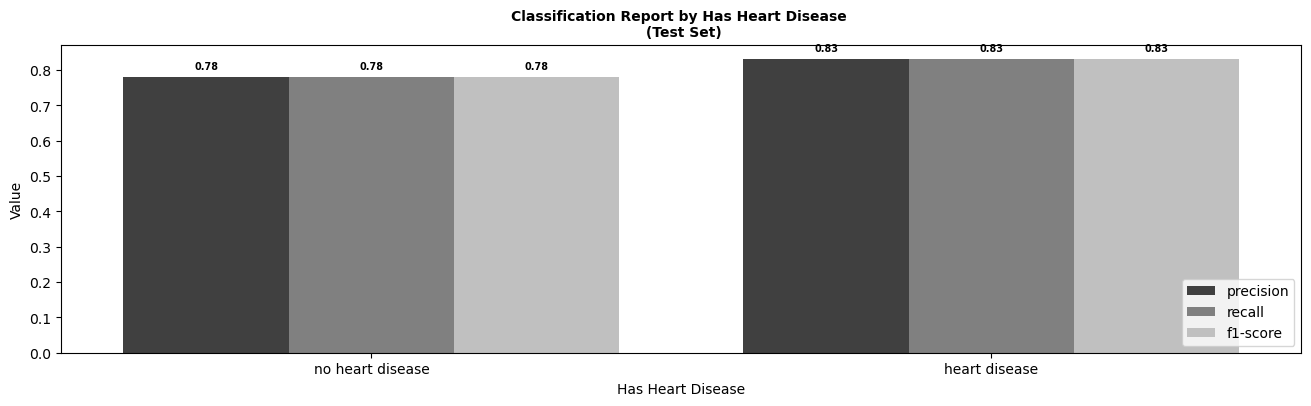 Classification Report by Has Heart Disease
(Test Set)
0.83 0.83 0.83
0.78 0.78 0.78
Value
0.8
0.7
0.6
0.5
0.4
0.3
0.2
0.1
0.0
precision
recall
f1-score
no heart disease heart disease
Has Heart Disease